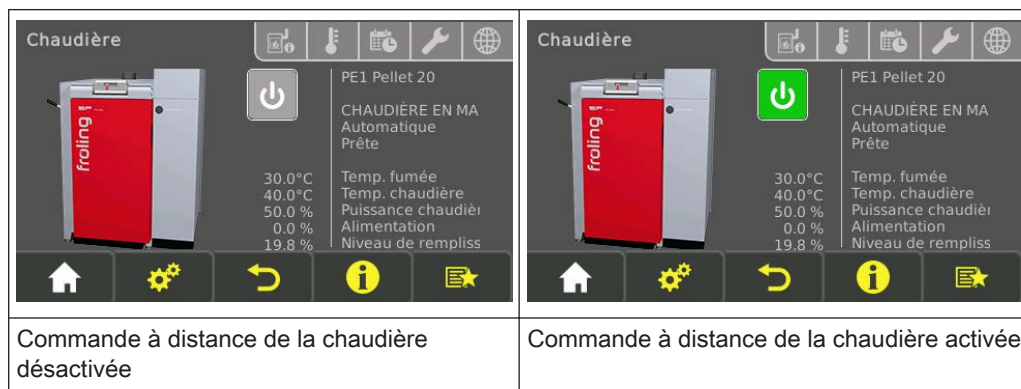 Chaudière
froling
PE1 Pellet 20
CHAUDIÈRE EN MA
Automatique
Prête
30.0°C Temp. fumée
40.0°C Temp. chaudière
50.0 % Puissance chaudièr
0.0 % Alimentation
19.8 % Niveau de rempliss
Commande à distance de la chaudière
désactivée
Chaudière
froling
PE1 Pellet 20
CHAUDIÈRE EN MA
Automatique
Prête
30.0°C Temp. fumée
40.0°C Temp. chaudière
50.0 % Puissance chaudièr
0.0 % Alimentation
19.8 % Niveau de rempliss
Commande à distance de la chaudière activée